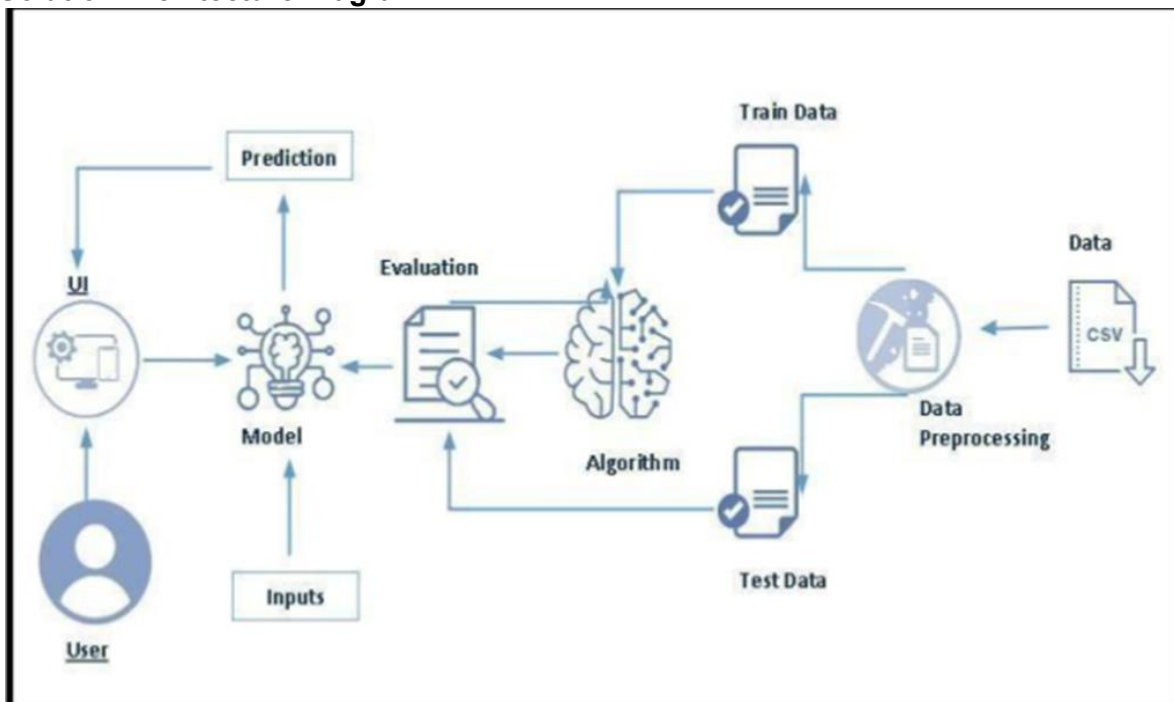 Train Data
Prediction
Data
Evaluation
UI
CSV
Data
Preprocessing
Model
Algorithm
Test Data
Inputs
User